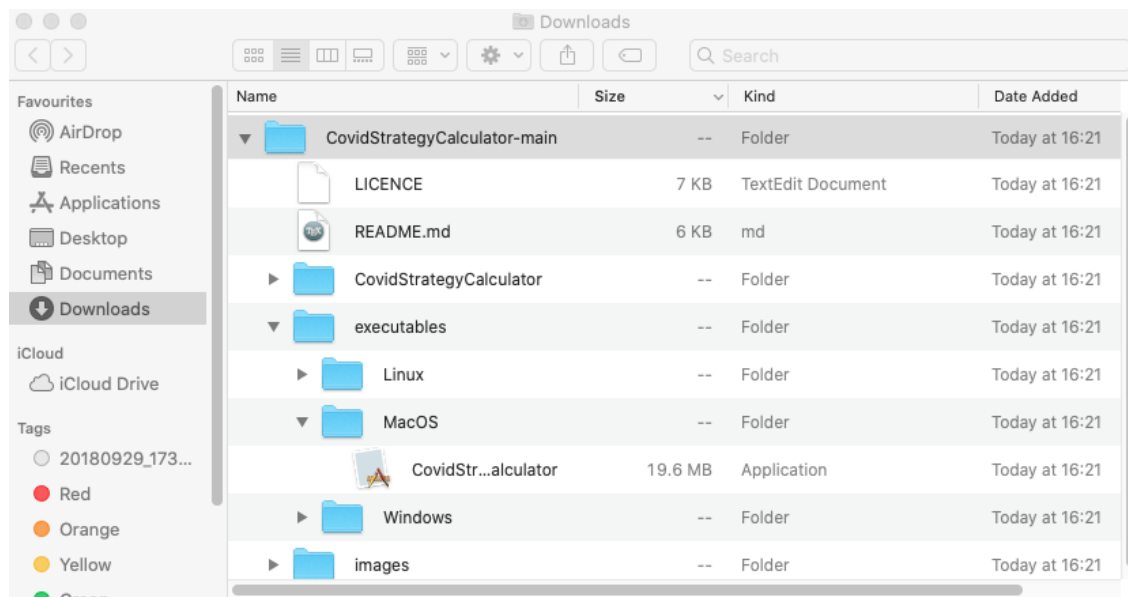 Downloads
Search
Favourites
AirDrop
Recents
Applications
Desktop
Documents
Downloads
iCloud
iCloud Drive
Tags
20180929_173...
Red
Orange
Yellow
Name Size Kind Date Added
CovidStrategyCalculator-main -- Folder Today at 16:21
LICENCE 7 KB TextEdit Document Today at 16:21
README.md 6 KB md Today at 16:21
CovidStrategyCalculator -- Folder Today at 16:21
executables -- Folder Today at 16:21
Linux -- Folder Today at 16:21
MacOS -- Folder Today at 16:21
CovidStr...alculator 19.6 MB Application Today at 16:21
Windows -- Folder Today at 16:21
images -- Folder Today at 16:21